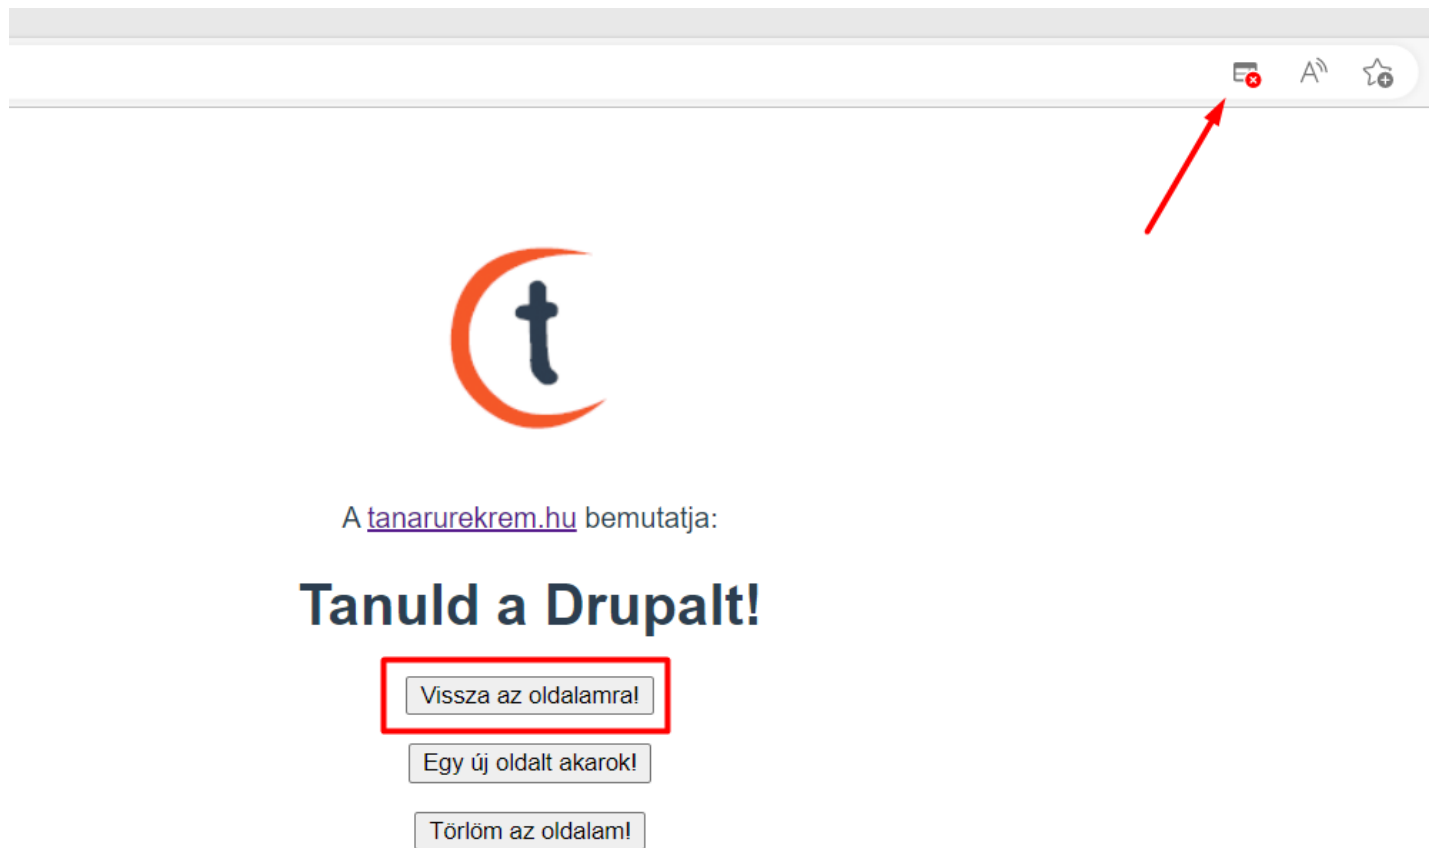 t
A tanarurekrem.hu bemutatja:
Tanuld a Drupalt!
Vissza az oldalamra!
Egy új oldalt akarok!
Törlöm az oldalam!